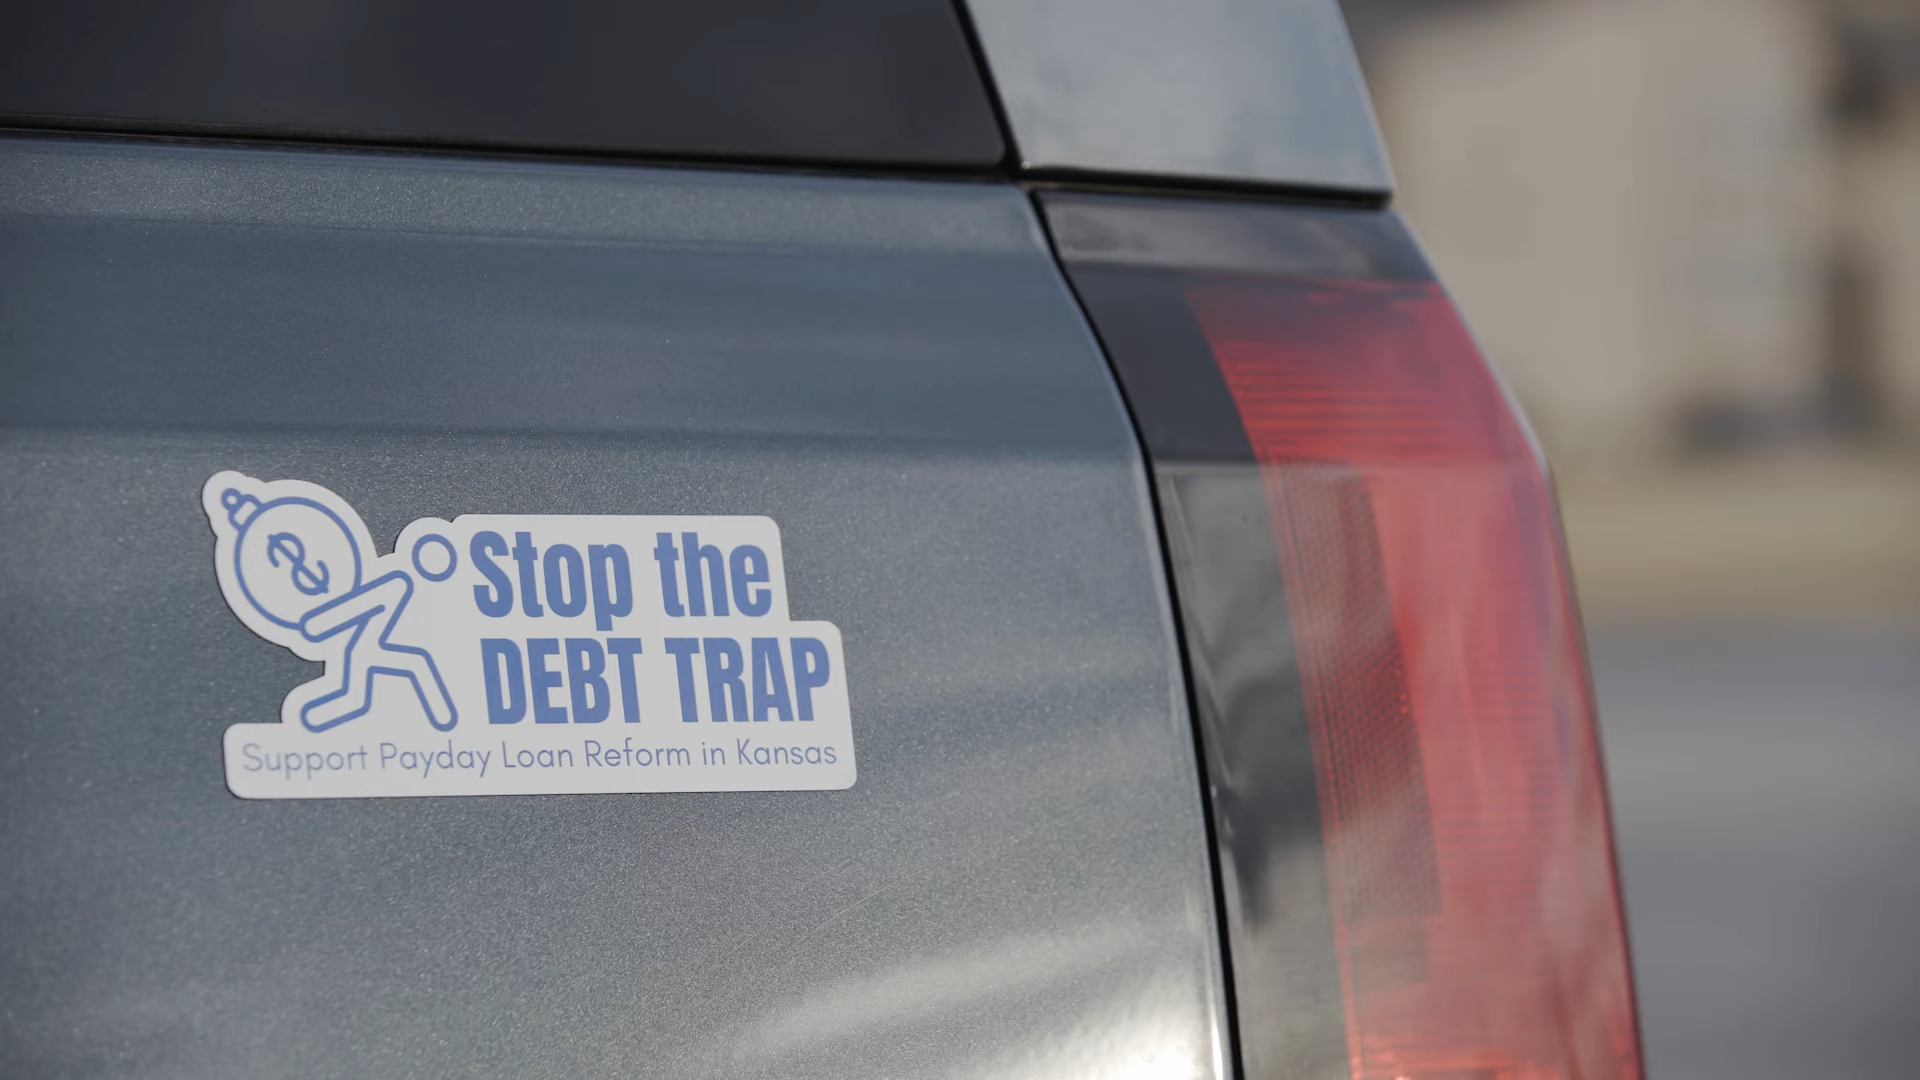 Stop the
DEBT TRAP
Support Payday Loan Reform in Kansas